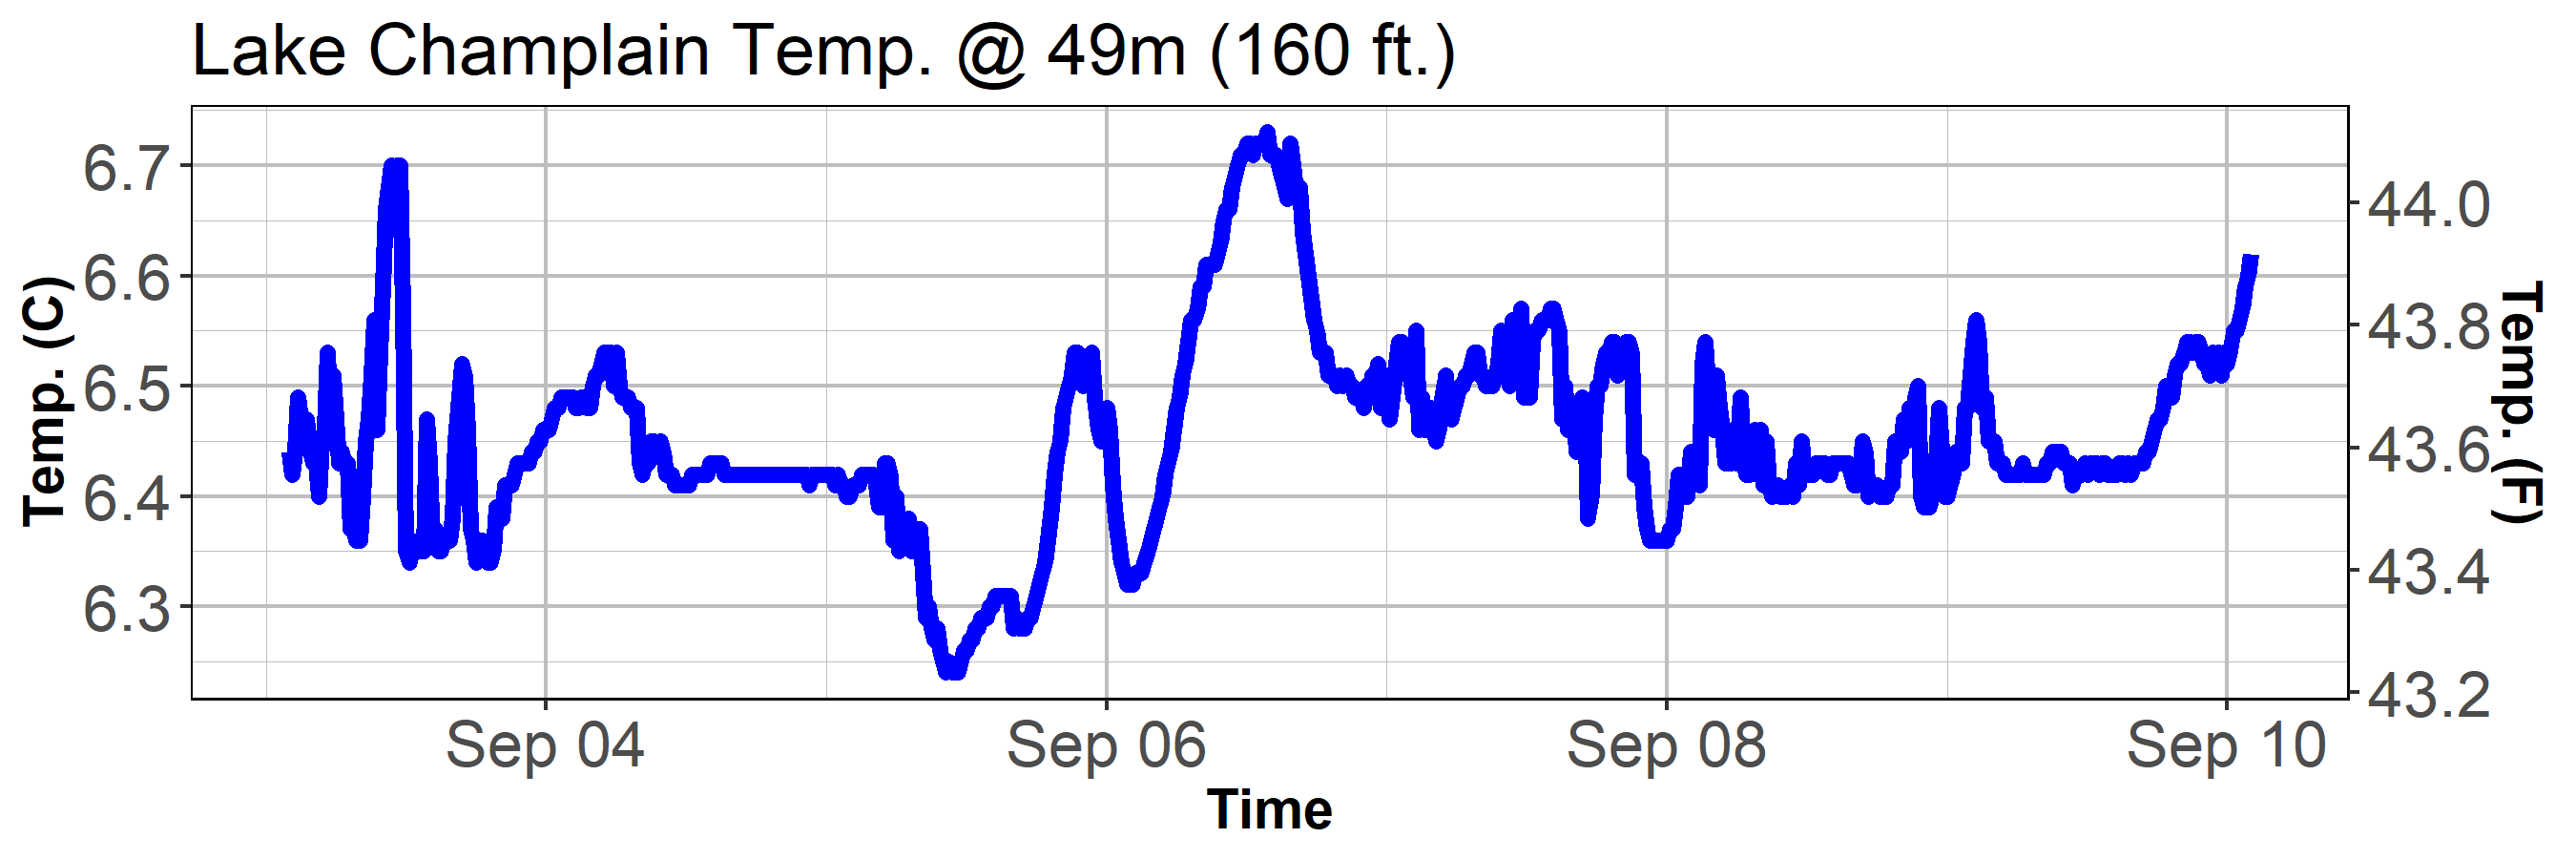 Lake Champlain Temp. @ 49m (160 ft.)
Temp. (C)
6.7
6.6
6.5
6.4
6.3
44.0
43.8
43.6
43.4
43.2
Temp. (F)
Sep 04
Sep 06
Sep 08
Sep 10
Time